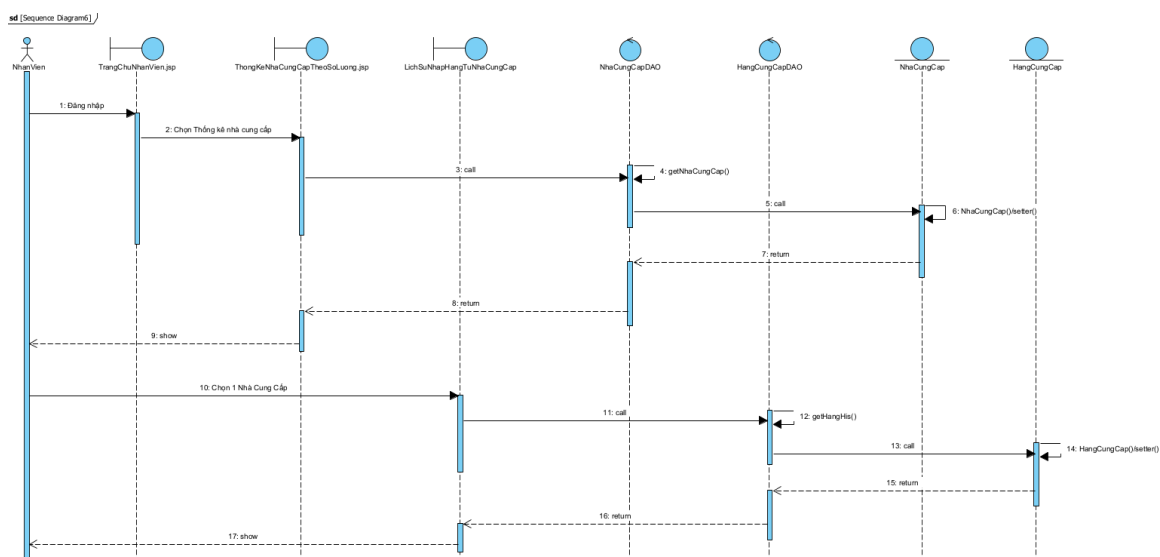 sd [Sequence Diagram6]
NhanVien
TrangChuNhanVien.jsp
ThongKeNhaCungCapTheoSoLuong.jsp
LichSuNhapHangTuNhaCungCap
NhaCungCapDAO
HangCungCapDAO
NhaCungCap
HangCungCap
1: Đăng nhập
2: Chọn Thống kê nhà cung cấp
3: call
4: getNhaCungCap()
5: call
6: NhaCungCap()/setter()
7: return
8: return
9: show
10: Chọn 1 Nhà Cung Cấp
11: call
12: getHangHis()
13: call
14: HangCungCap()/setter()
15: return
16: return
17: show